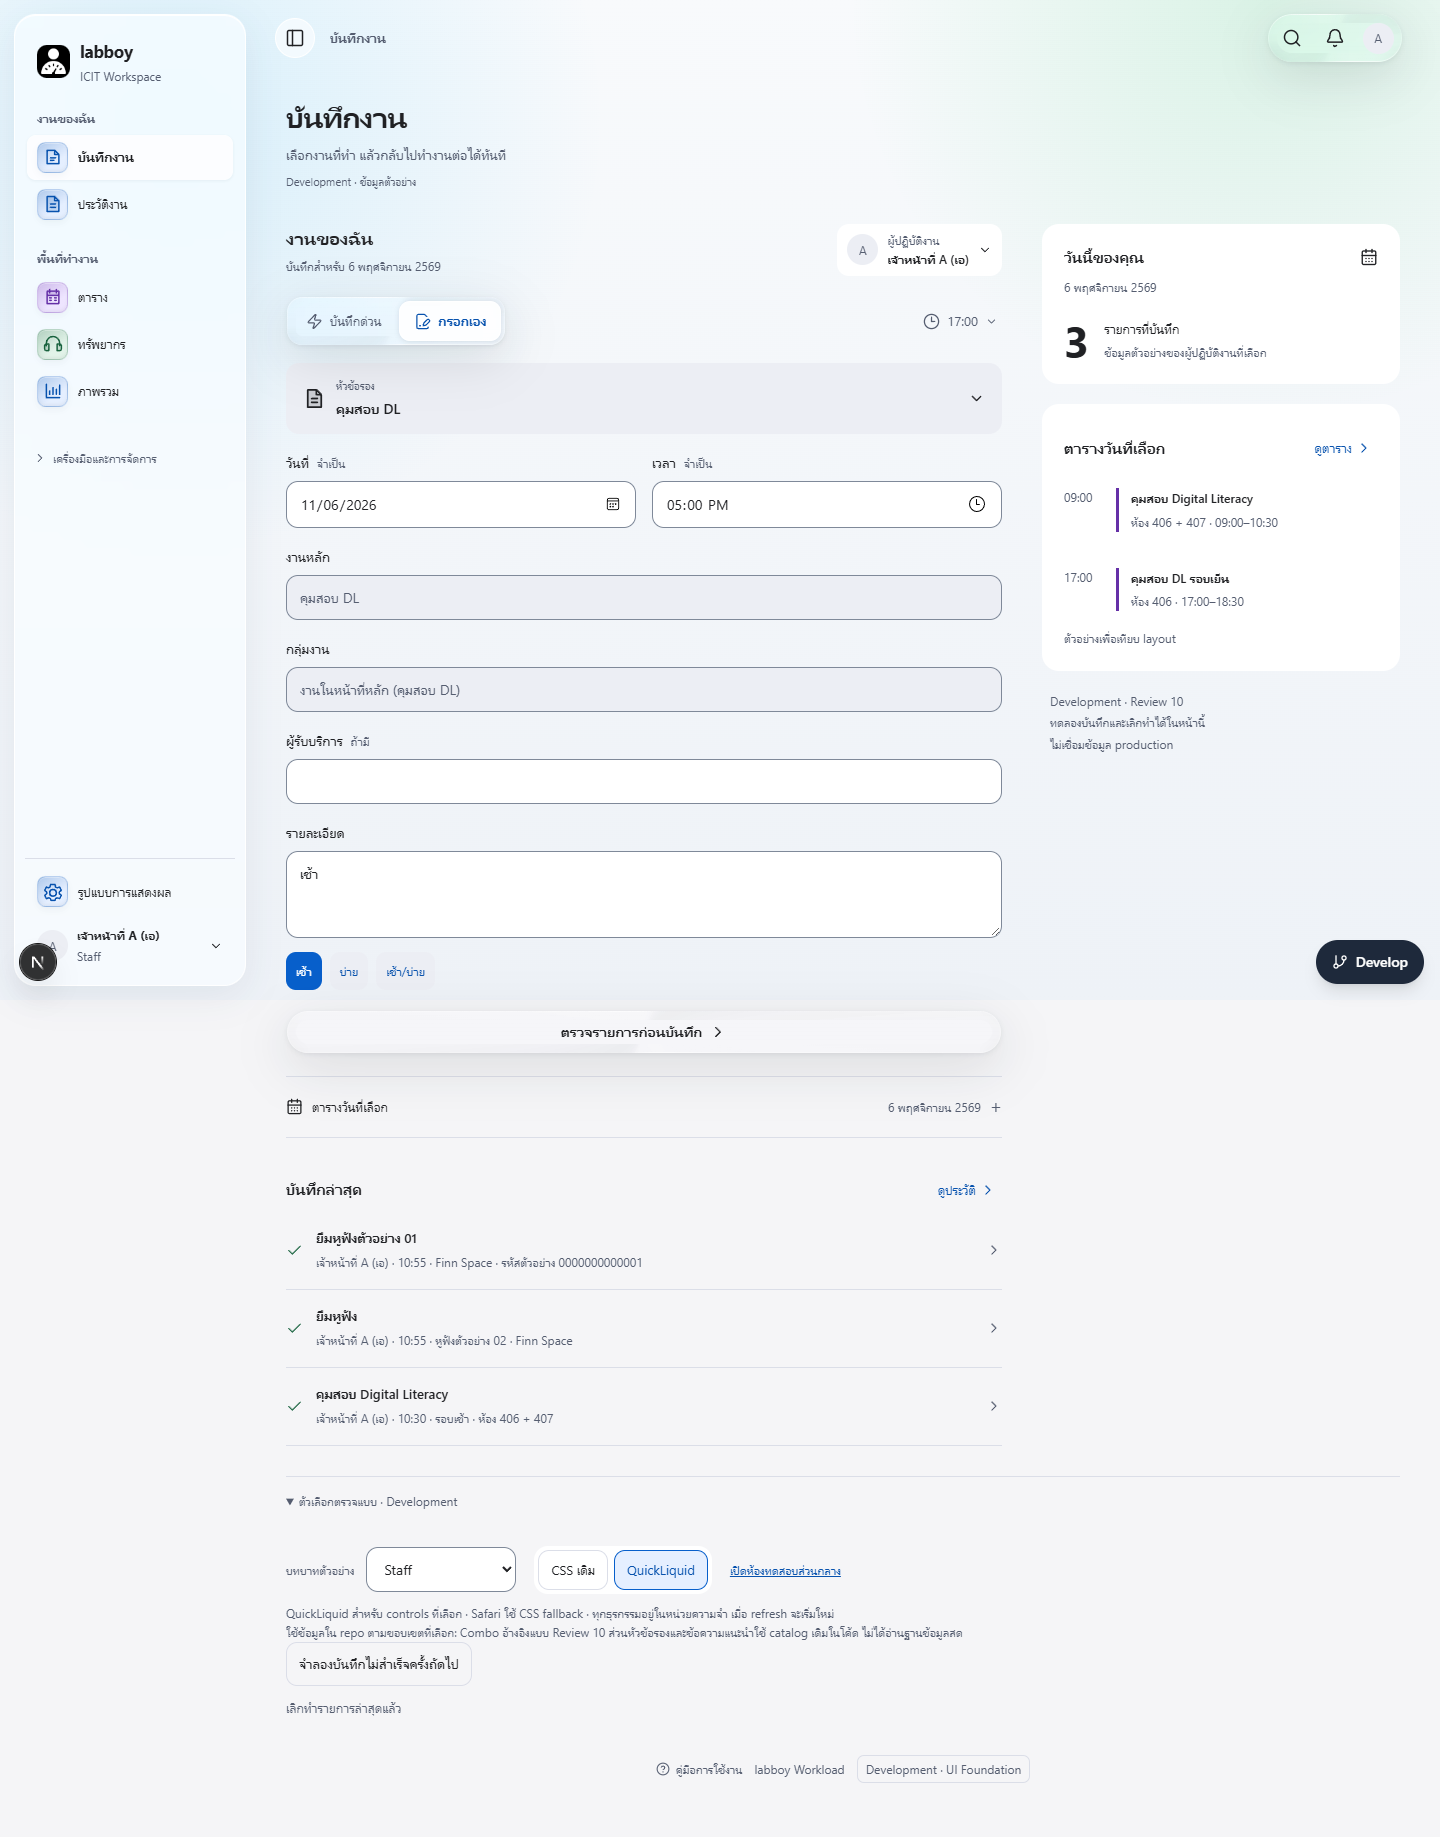 labboy
ICIT Workspace
งานของฉัน
บันทึกงาน
ประวัติงาน
พื้นที่ทำงาน
ตาราง
ทรัพยากร
ภาพรวม
เครื่องมือและการจัดการ
รูปแบบการแสดงผล
A
เจ้าหน้าที่ A (เอ)
Staff
N
บันทึกงาน
A
บันทึกงาน
เลือกงานที่ทำ แล้วกลับไปทำงานต่อได้ทันที
Development · ข้อมูลตัวอย่าง
งานของฉัน
บันทึกสำหรับ 6 พฤศจิกายน 2569
A
ผู้ปฏิบัติงาน
เจ้าหน้าที่ A (เอ)
บันทึกด่วน
กรอกเอง
17:00
หัวข้อรอง
คุมสอบ DL
วันที่ จำเป็น
11/06/2026
เวลา จำเป็น
05:00 PM
งานหลัก
คุมสอบ DL
กลุ่มงาน
งานในหน้าที่หลัก (คุมสอบ DL)
ผู้รับบริการ ถ้ามี
รายละเอียด
เช้า
เช้า
บ่าย
เช้า/บ่าย
ตรวจรายการก่อนบันทึก
ตารางวันที่เลือก
6 พฤศจิกายน 2569 +
บันทึกล่าสุด
ดูประวัติ
ยืมหูฟังตัวอย่าง 01
เจ้าหน้าที่ A (เอ) · 10:55 · Finn Space · รหัสตัวอย่าง 0000000000001
ยืมหูฟัง
เจ้าหน้าที่ A (เอ) · 10:55 · หูฟังตัวอย่าง 02 · Finn Space
คุมสอบ Digital Literacy
เจ้าหน้าที่ A (เอ) · 10:30 · รอบเช้า · ห้อง 406 + 407
วันนี้ของคุณ
6 พฤศจิกายน 2569
3
รายการที่บันทึก
ข้อมูลตัวอย่างของผู้ปฏิบัติงานที่เลือก
ตารางวันที่เลือก
ดูตาราง
09:00
คุมสอบ Digital Literacy
ห้อง 406 + 407 · 09:00–10:30
17:00
คุมสอบ DL รอบเย็น
ห้อง 406 · 17:00–18:30
ตัวอย่างเพื่อเทียบ layout
Development · Review 10
ทดลองบันทึกและเลิกทำได้ในหน้านี้
ไม่เชื่อมข้อมูล production
Develop
▼ ตัวเลือกตรวจแบบ · Development
บทบาทตัวอย่าง
Staff
CSS เดิม
QuickLiquid
เปิดห้องทดสอบส่วนกลาง
QuickLiquid สำหรับ controls ที่เลือก · Safari ใช้ CSS fallback · ทุกธุรกรรมอยู่ในหน่วยความจำ เมื่อ refresh จะเริ่มใหม่
ใช้ข้อมูลใน repo ตามขอบเขตที่เลือก: Combo อ้างอิงแบบ Review 10 ส่วนหัวข้อรองและข้อความแนะนำใช้ catalog เดิมในโค้ด ไม่ได้อ่านฐานข้อมูลสด
จำลองบันทึกไม่สำเร็จครั้งถัดไป
เลิกทำรายการล่าสุดแล้ว
คู่มือการใช้งาน
labboy Workload
Development · UI Foundation